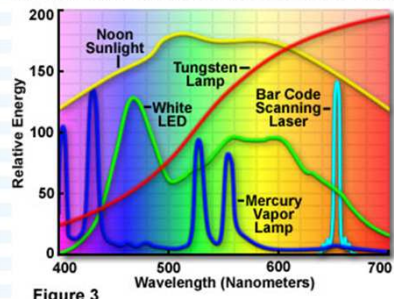 200
150
100
50
0
Relative Energy
Noon
Sunlight
Tungsten
Lamp
White
LED
Bar Code
Scanning
Laser
Mercury
Vapor
Lamp
400
500
600
700
Wavelength (Nanometers)
Figure 3